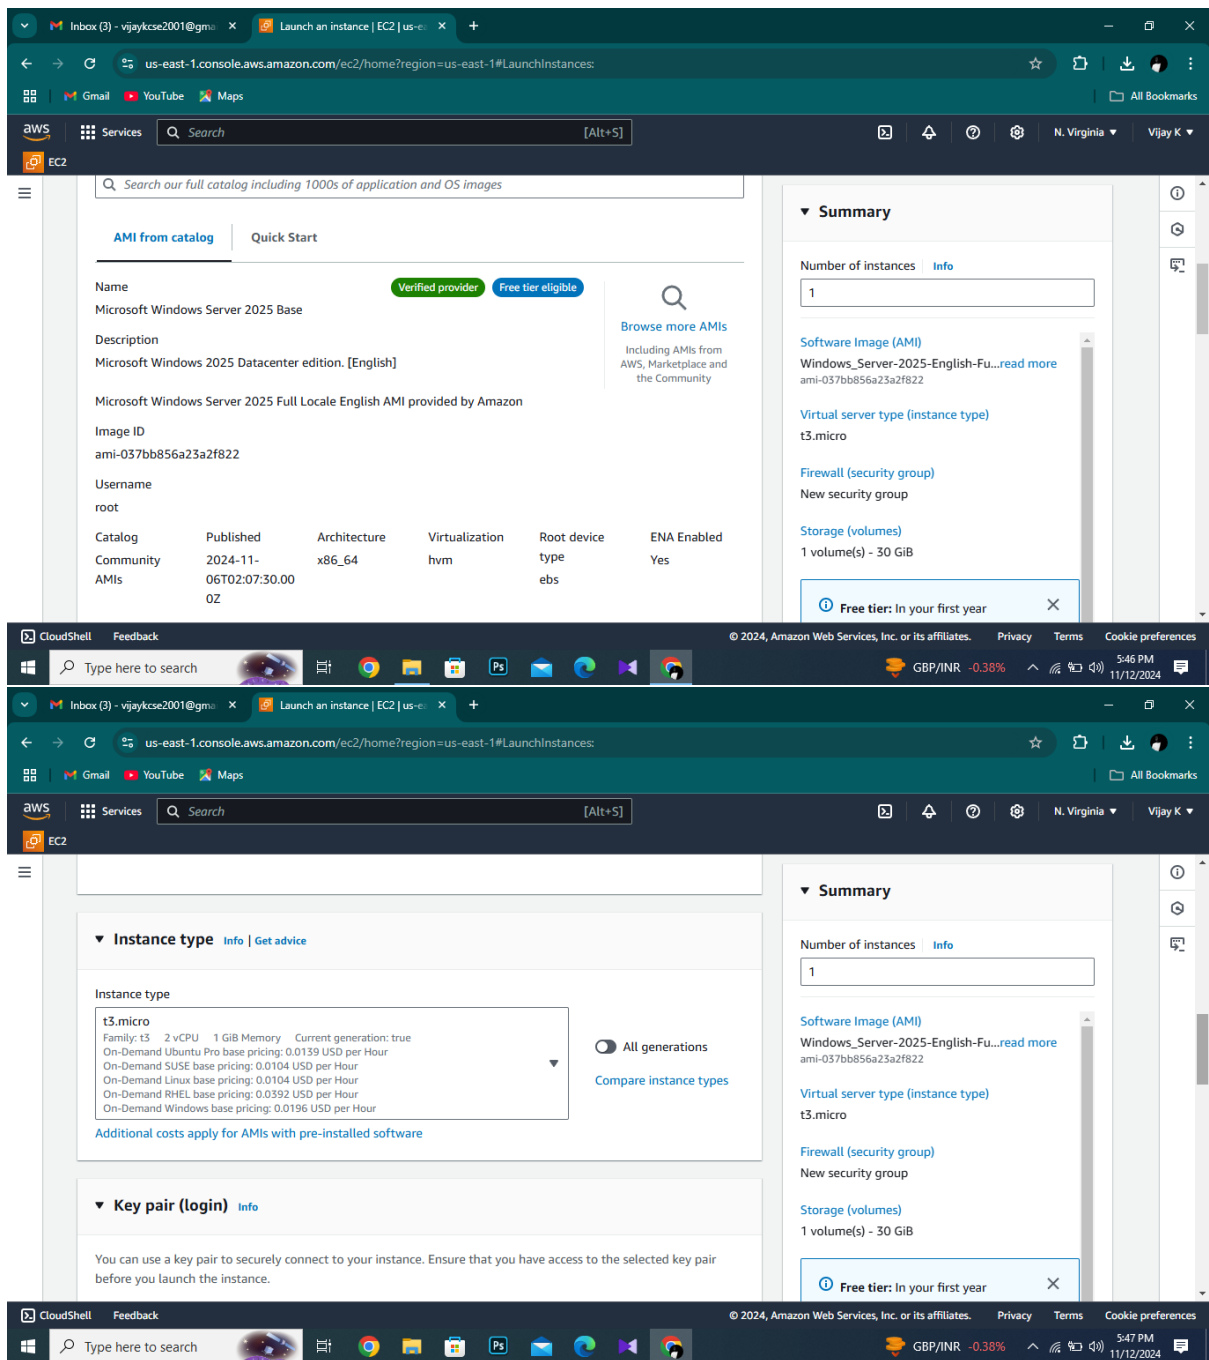 Inbox (3) - vijaykcse2001@gma
Launch an instance | EC2 | us-e
us-east-1.console.aws.amazon.com/ec2/home?region=us-east-1#LaunchInstances:
Gmail YouTube Maps All Bookmarks
aws Services Search [Alt+S] N. Virginia Vijay K
EC2
Search our full catalog including 1000s of application and OS images
AMI from catalog Quick Start
Name Verified provider Free tier eligible
Microsoft Windows Server 2025 Base
Description
Microsoft Windows 2025 Datacenter edition. [English]
Microsoft Windows Server 2025 Full Locale English AMI provided by Amazon
Image ID
ami-037bb856a23a2f822
Username
root
Catalog Published Architecture Virtualization Root device type ENA Enabled
Community AMIs 2024-11-06T02:07:30.000Z x86_64 hvm ebs Yes
Browse more AMIs
Including AMIs from
AWS, Marketplace and
the Community
Summary
Number of instances Info
1
Software Image (AMI)
Windows_Server-2025-English-Fu...read more
ami-037bb856a23a2f822
Virtual server type (instance type)
t3.micro
Firewall (security group)
New security group
Storage (volumes)
1 volume(s) - 30 GiB
Free tier: In your first year
CloudShell Feedback © 2024, Amazon Web Services, Inc. or its affiliates. Privacy Terms Cookie preferences
Type here to search Ps GBP/INR -0.38% 5:46 PM
11/12/2024
Inbox (3) - vijaykcse2001@gma
Launch an instance | EC2 | us-e
us-east-1.console.aws.amazon.com/ec2/home?region=us-east-1#LaunchInstances:
Gmail YouTube Maps All Bookmarks
aws Services Search [Alt+S] N. Virginia Vijay K
EC2
Instance type Info | Get advice
Instance type
t3.micro
Family: t3 2 vCPU 1 GiB Memory Current generation: true
On-Demand Ubuntu Pro base pricing: 0.0139 USD per Hour
On-Demand SUSE base pricing: 0.0104 USD per Hour
On-Demand Linux base pricing: 0.0104 USD per Hour
On-Demand RHEL base pricing: 0.0392 USD per Hour
On-Demand Windows base pricing: 0.0196 USD per Hour
All generations
Compare instance types
Additional costs apply for AMIs with pre-installed software
Key pair (login) Info
You can use a key pair to securely connect to your instance. Ensure that you have access to the selected key pair
before you launch the instance.
Summary
Number of instances Info
1
Software Image (AMI)
Windows_Server-2025-English-Fu...read more
ami-037bb856a23a2f822
Virtual server type (instance type)
t3.micro
Firewall (security group)
New security group
Storage (volumes)
1 volume(s) - 30 GiB
Free tier: In your first year
CloudShell Feedback © 2024, Amazon Web Services, Inc. or its affiliates. Privacy Terms Cookie preferences
Type here to search Ps GBP/INR -0.38% 5:47 PM
11/12/2024